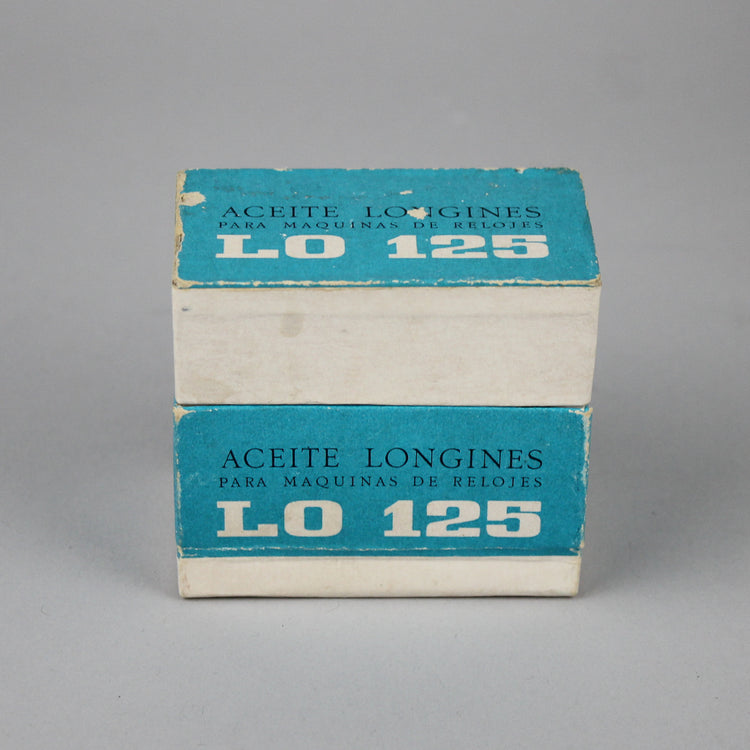 ACEITE LONGINES
PARA MAQUINAS DE RELOJES
LO 125
ACEITE LONGINES
PARA MAQUINAS DE RELOJES
LO 125